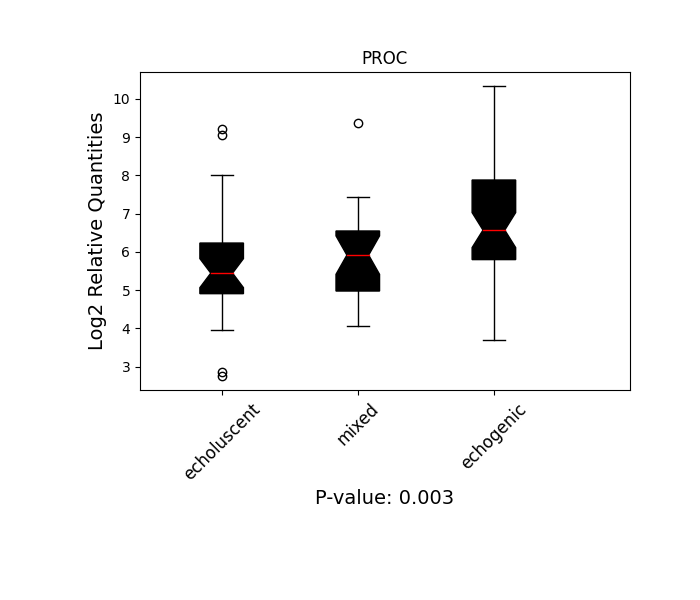 PROC
Log2 Relative Quantities
10
9
8
7
6
5
4
3
echoluscent
mixed
echogenic
P-value: 0.003